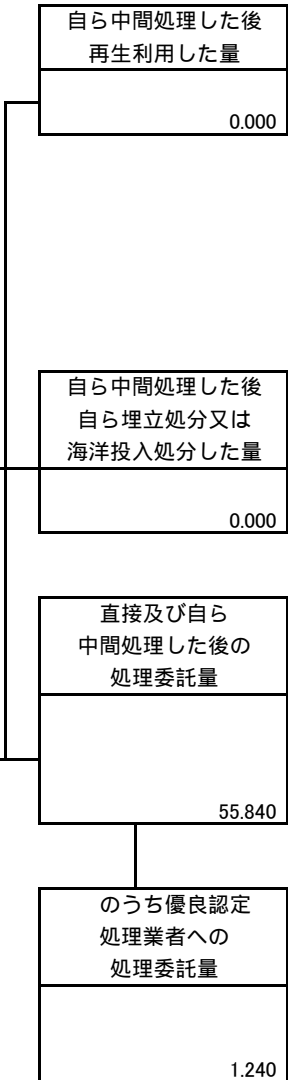 自ら中間処理した後
再生利用した量
0.000
自ら中間処理した後
自ら埋立処分又は
海洋投入処分した量
0.000
直接及び自ら
中間処理した後の
処理委託量
55.840
のうち優良認定
処理業者への
処理委託量
1.240